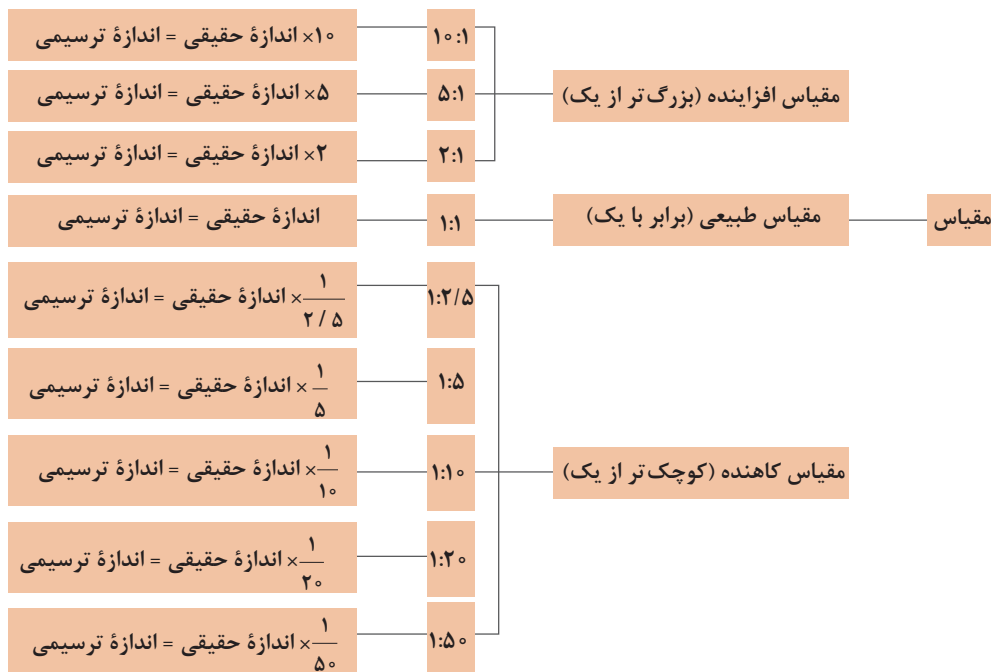 مقیاس
مقیاس افزاینده (بزرگ‌تر از یک)
۱۰:۱
اندازهٔ ترسیمی = اندازهٔ حقیقی ×۱۰
۵:۱
اندازهٔ ترسیمی = اندازهٔ حقیقی ×۵
۲:۱
اندازهٔ ترسیمی = اندازهٔ حقیقی ×۲
مقیاس طبیعی (برابر با یک)
۱:۱
اندازهٔ ترسیمی = اندازهٔ حقیقی
مقیاس کاهنده (کوچک‌تر از یک)
۱:۲/۵
اندازهٔ ترسیمی = اندازهٔ حقیقی × ۱
۲ / ۵
۱:۵
اندازهٔ ترسیمی = اندازهٔ حقیقی × ۱
۵
۱:۱۰
اندازهٔ ترسیمی = اندازهٔ حقیقی × ۱
۱۰
۱:۲۰
اندازهٔ ترسیمی = اندازهٔ حقیقی × ۱
۲۰
۱:۵۰
اندازهٔ ترسیمی = اندازهٔ حقیقی × ۱
۵۰